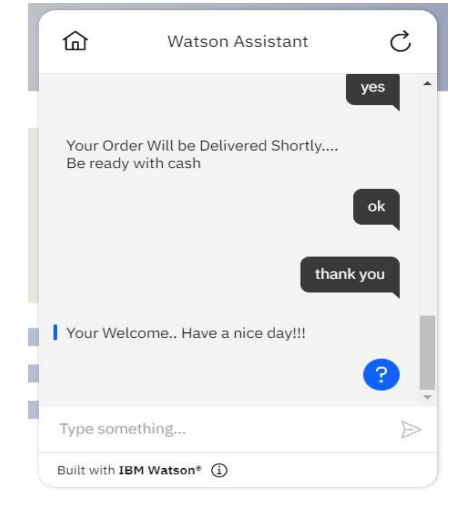 Watson Assistant
yes
Your Order Will be Delivered Shortly....
Be ready with cash
ok
thank you
Your Welcome.. Have a nice day!!!
?
Type something...
Built with IBM Watson®